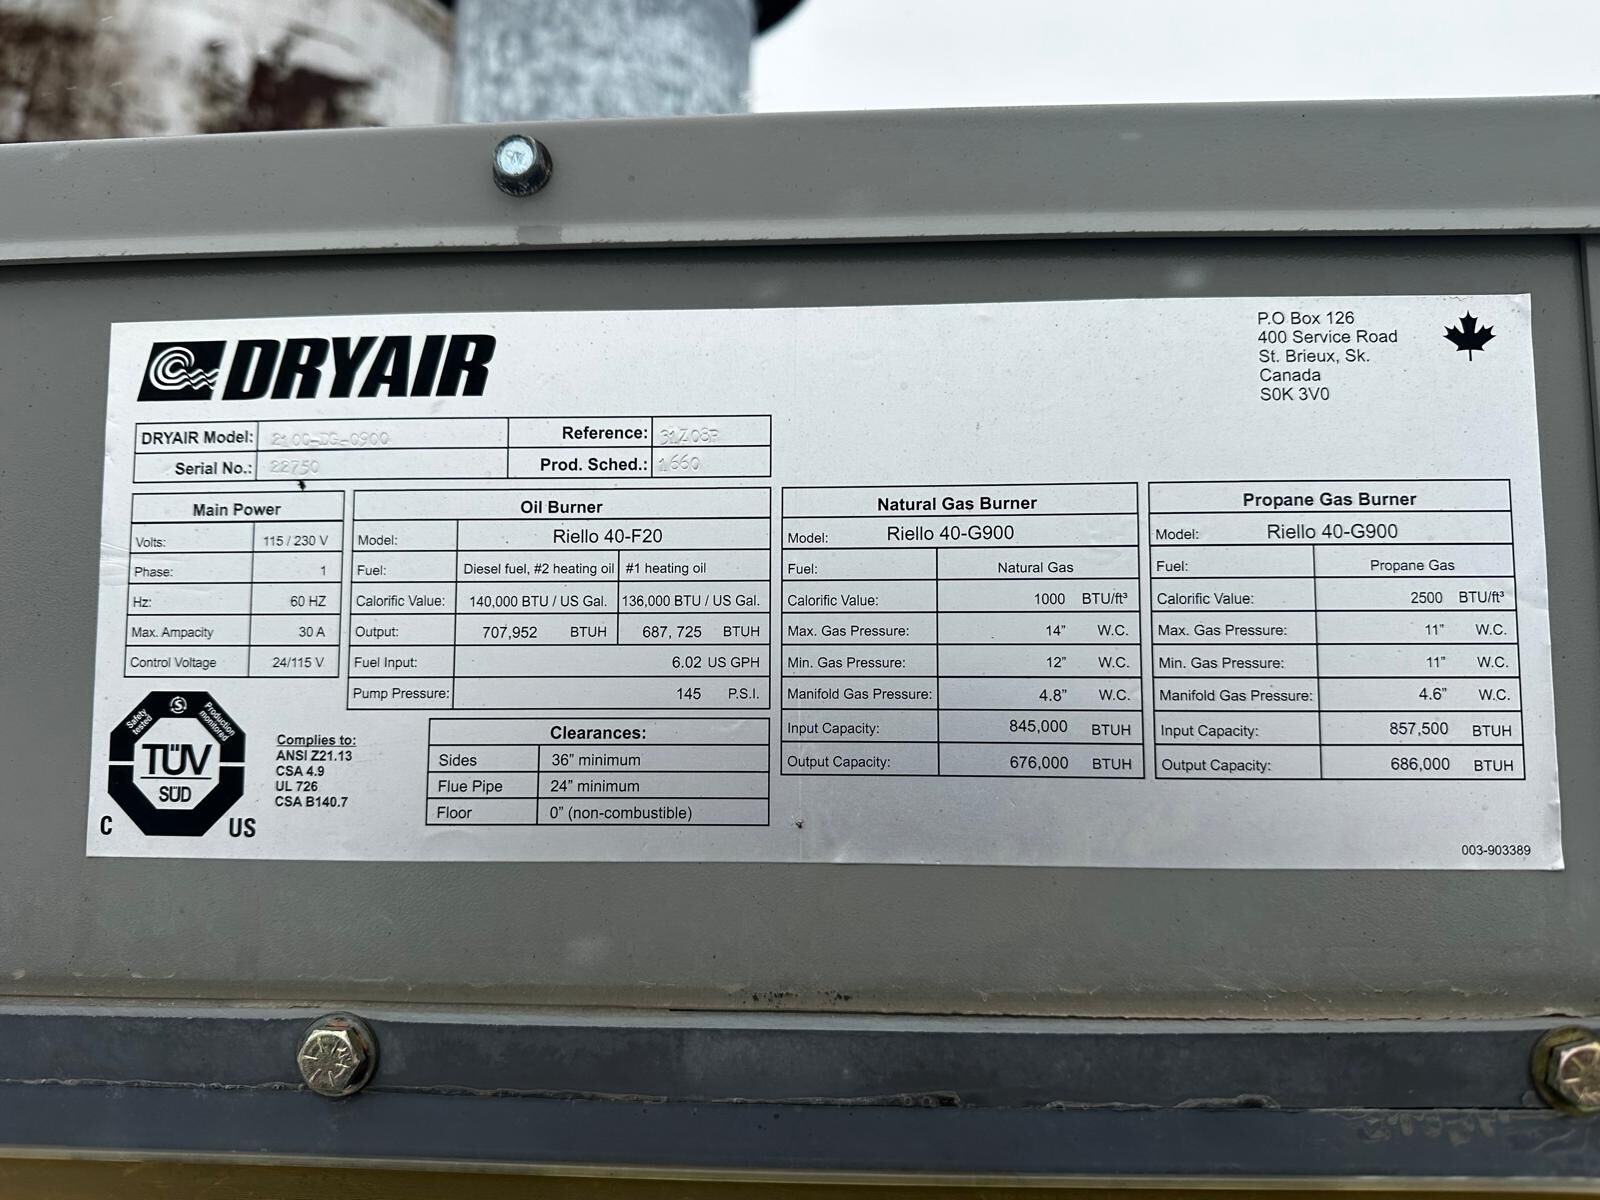 DRYAIR
P.O Box 126
400 Service Road
St. Brieux, Sk.
Canada
S0K 3V0
DRYAIR Model: 2100-DG-0900 Reference:
Serial No.: 22750 Prod. Sched.: 1660
Main Power
Volts: 115 / 230 V
Phase: 1
Hz: 60 HZ
Max. Ampacity 30 A
Control Voltage 24/115 V
Oil Burner
Model: Riello 40-F20
Fuel: Diesel fuel, #2 heating oil #1 heating oil
Calorific Value: 140,000 BTU / US Gal. 136,000 BTU / US Gal.
Output: 707,952 BTUH 687, 725 BTUH
Fuel Input: 6.02 US GPH
Pump Pressure: 145 P.S.I.
Natural Gas Burner
Model: Riello 40-G900
Fuel: Natural Gas
Calorific Value: 1000 BTU/ft³
Max. Gas Pressure: 14" W.C.
Min. Gas Pressure: 12" W.C.
Manifold Gas Pressure: 4.8" W.C.
Input Capacity: 845,000 BTUH
Output Capacity: 676,000 BTUH
Propane Gas Burner
Model: Riello 40-G900
Fuel: Propane Gas
Calorific Value: 2500 BTU/ft³
Max. Gas Pressure: 11" W.C.
Min. Gas Pressure: 11" W.C.
Manifold Gas Pressure: 4.6" W.C.
Input Capacity: 857,500 BTUH
Output Capacity: 686,000 BTUH
Safety tested
Production monitored
TÜV
SÜD
C US
Complies to:
ANSI Z21.13
CSA 4.9
UL 726
CSA B140.7
Clearances:
Sides 36" minimum
Flue Pipe 24" minimum
Floor 0" (non-combustible)
003-903389